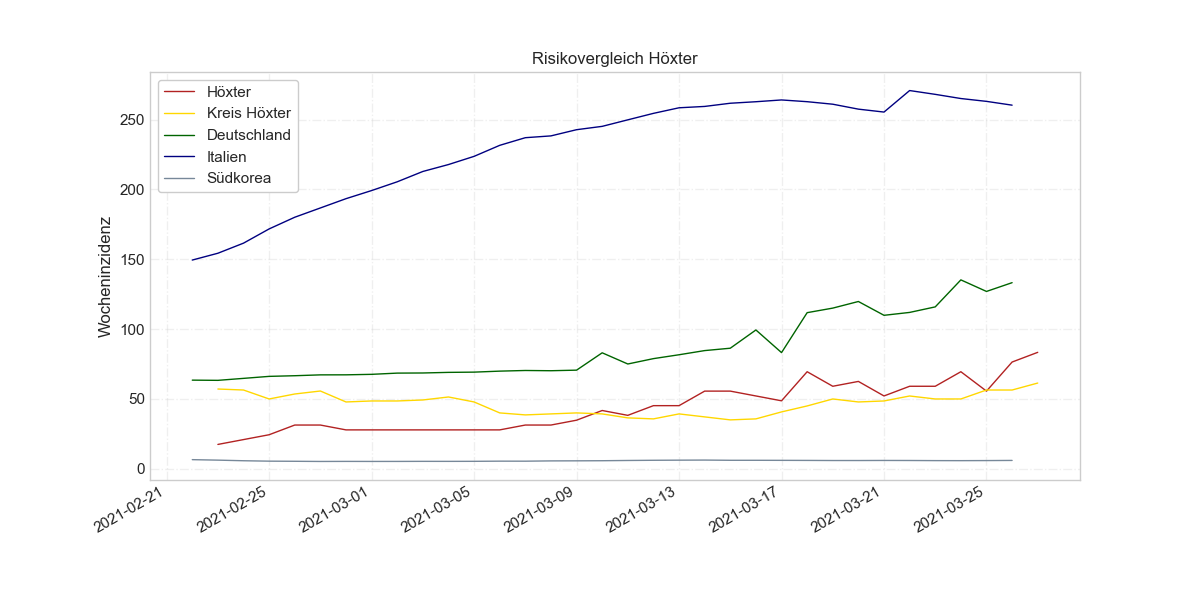 Risikovergleich Höxter
Höxter
Kreis Höxter
Deutschland
Italien
Südkorea
Wocheninzidenz
250
200
150
100
50
0
2021-02-21
2021-02-25
2021-03-01
2021-03-05
2021-03-09
2021-03-13
2021-03-17
2021-03-21
2021-03-25